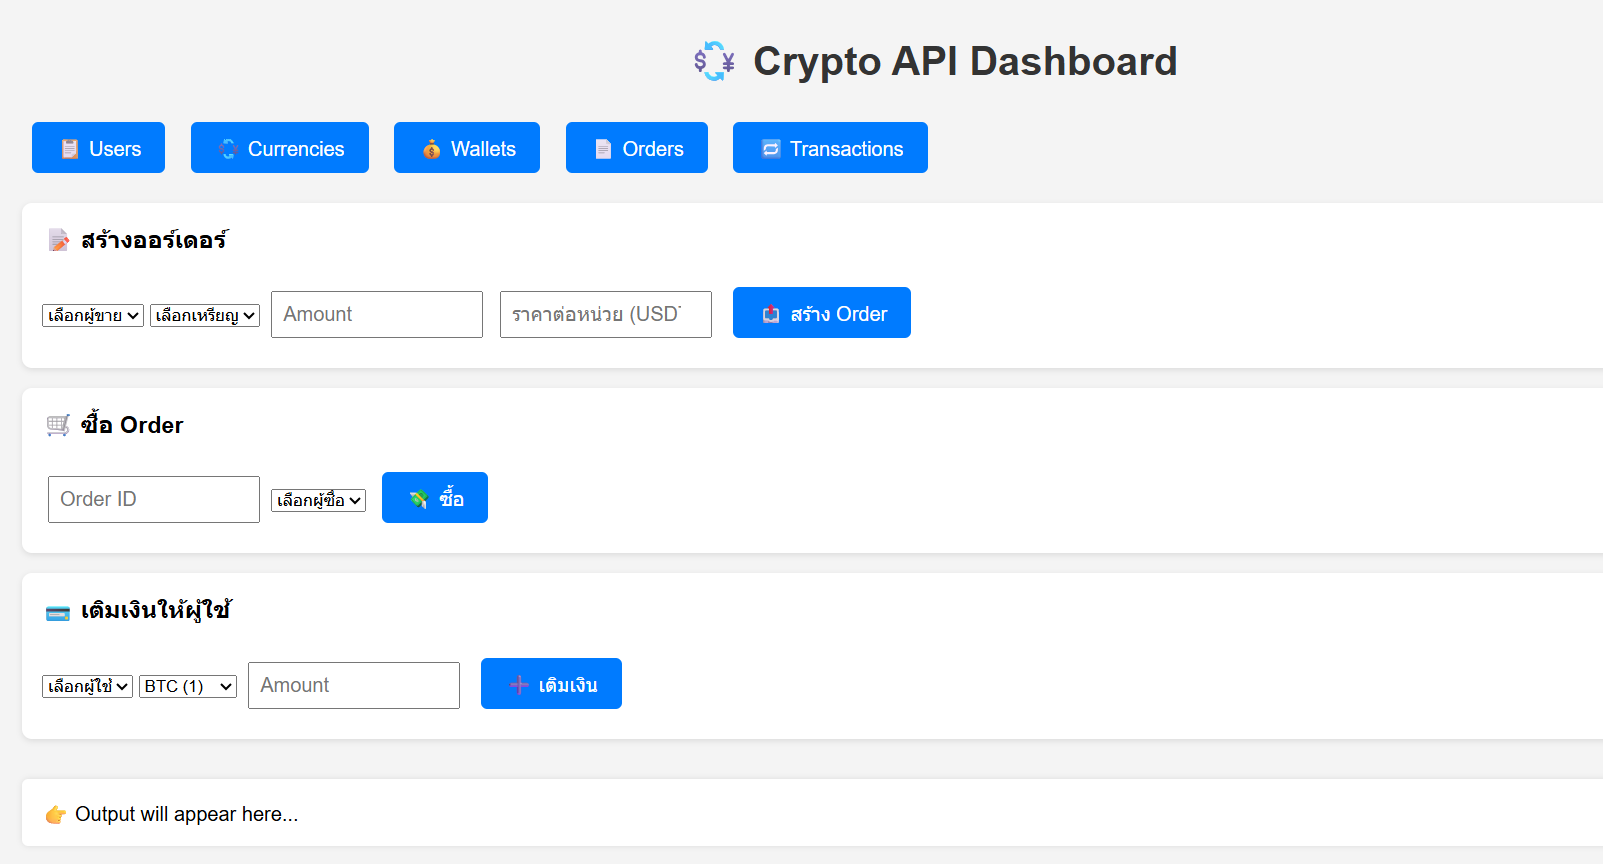 Crypto API Dashboard
Users Currencies Wallets Orders Transactions
สร้างออร์เดอร์
เลือกผู้ขาย เลือกเหรียญ Amount ราคาต่อหน่วย (USD สร้าง Order
ซื้อ Order
Order ID เลือกผู้ซื้อ ซื้อ
เติมเงินให้ผู้ใช้
เลือกผู้ใช้ BTC (1) Amount เติมเงิน
Output will appear here...